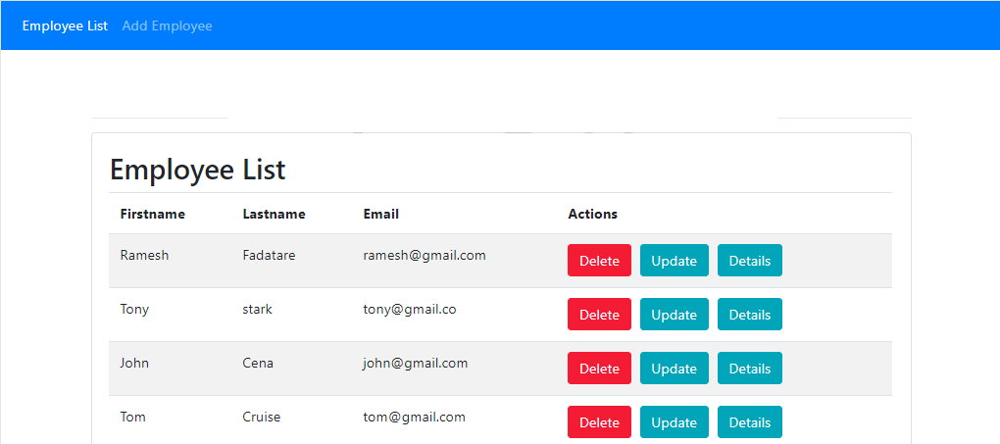 Employee List Add Employee
Employee List
Firstname Lastname Email Actions
Ramesh Fadatare ramesh@gmail.com Delete Update Details
Tony stark tony@gmail.co Delete Update Details
John Cena john@gmail.com Delete Update Details
Tom Cruise tom@gmail.com Delete Update Details